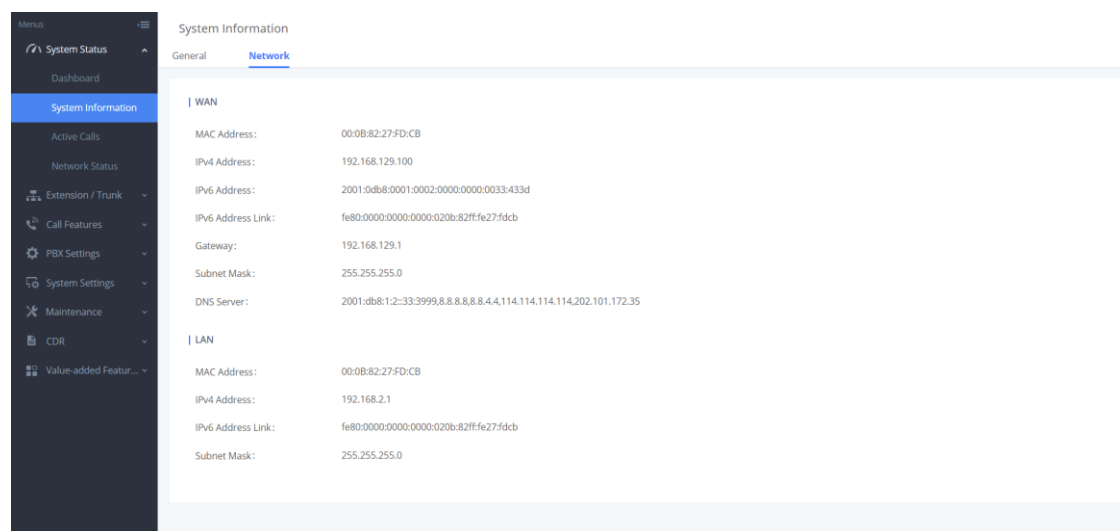 Menus
System Status
Dashboard
System Information
Active Calls
Network Status
Extension / Trunk
Call Features
PBX Settings
System Settings
Maintenance
CDR
Value-added Featur...
System Information
General Network
WAN
MAC Address: 00:0B:82:27:FD:CB
IPv4 Address: 192.168.129.100
IPv6 Address: 2001:0db8:0001:0002:0000:0000:0033:433d
IPv6 Address Link: fe80:0000:0000:0000:020b:82ff:fe27:fdcb
Gateway: 192.168.129.1
Subnet Mask: 255.255.255.0
DNS Server: 2001:db8:1:2::33:3999,8.8.8.8,8.8.4.4,114.114.114.114,202.101.172.35
LAN
MAC Address: 00:0B:82:27:FD:CB
IPv4 Address: 192.168.2.1
IPv6 Address Link: fe80:0000:0000:0000:020b:82ff:fe27:fdcb
Subnet Mask: 255.255.255.0